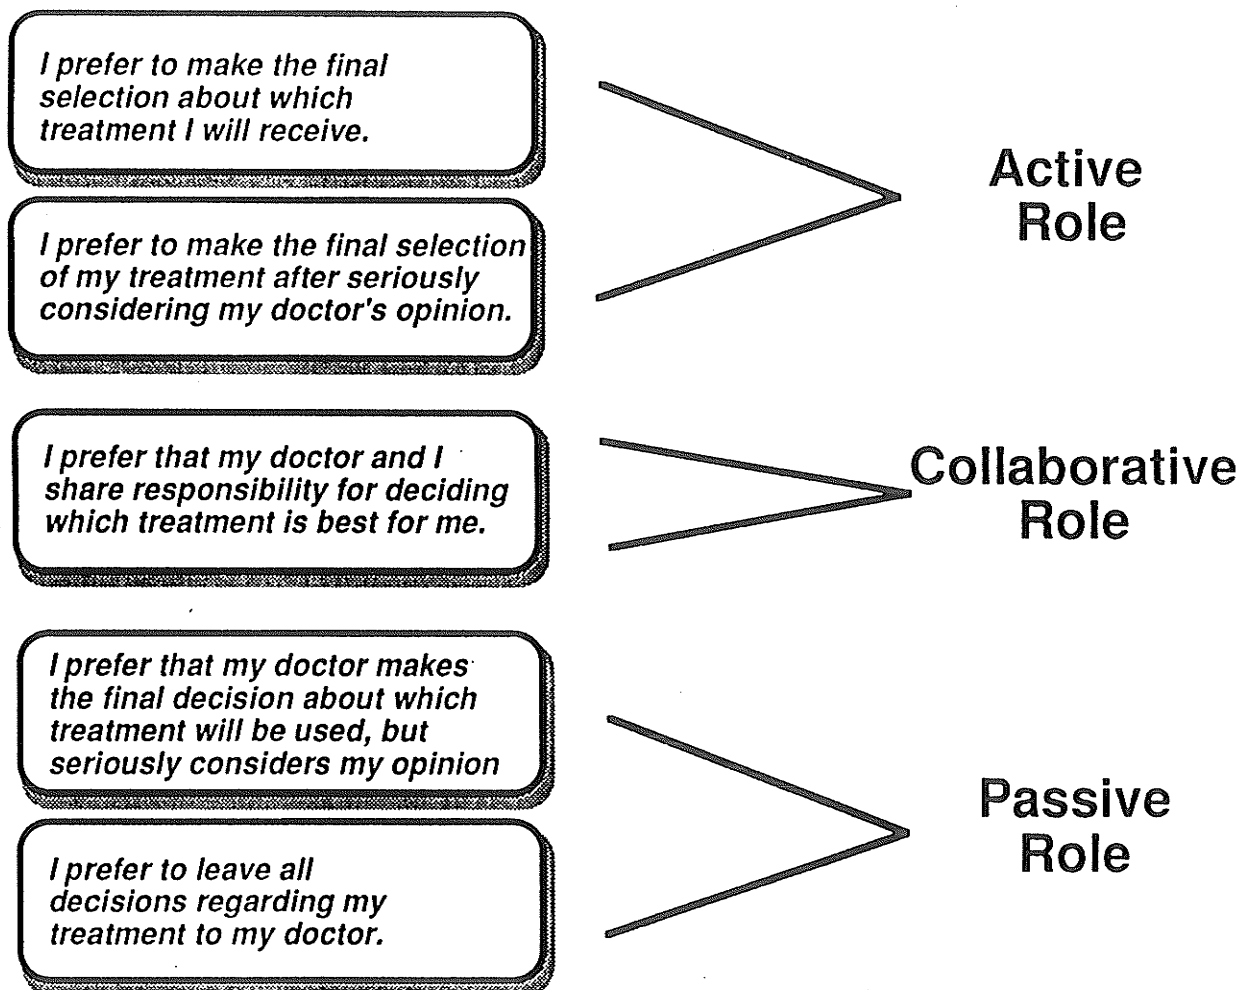 I prefer to make the final
selection about which
treatment I will receive.
I prefer to make the final selection
of my treatment after seriously
considering my doctor's opinion.
Active
Role
I prefer that my doctor and I
share responsibility for deciding
which treatment is best for me.
Collaborative
Role
I prefer that my doctor makes
the final decision about which
treatment will be used, but
seriously considers my opinion
I prefer to leave all
decisions regarding my
treatment to my doctor.
Passive
Role